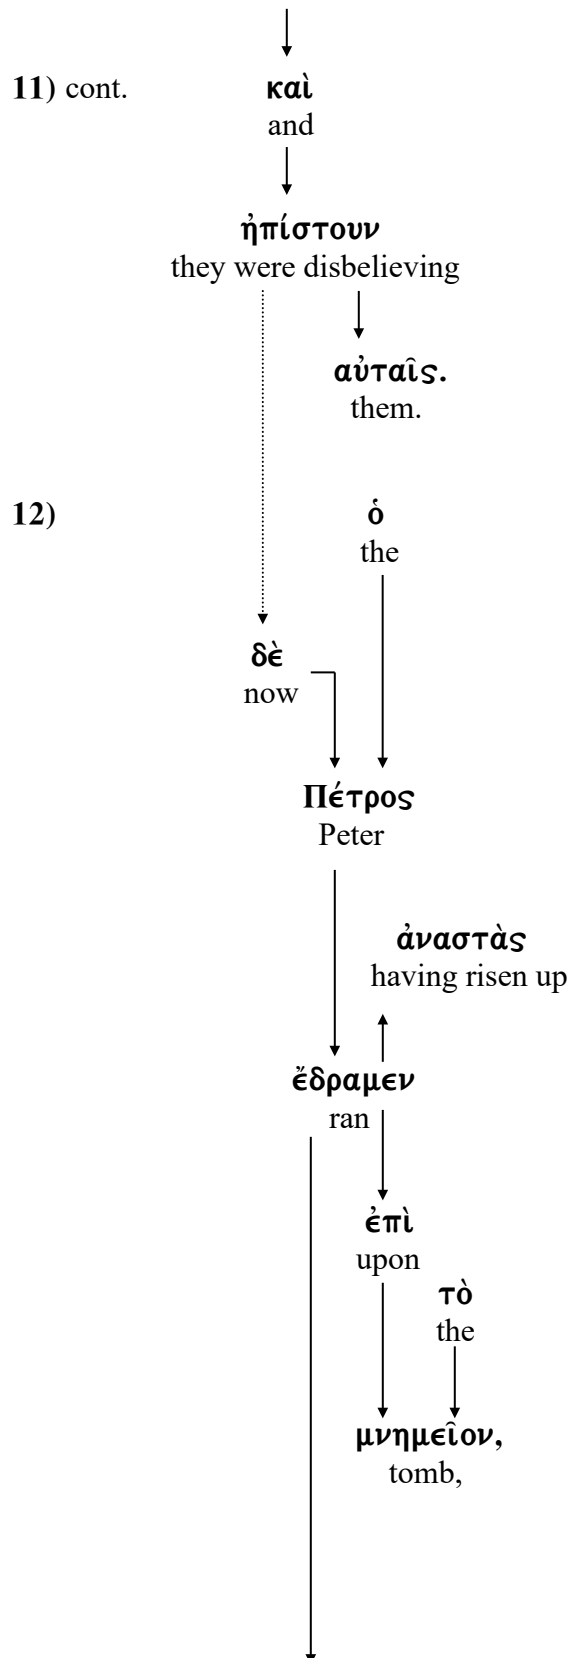 11) cont. καὶ
and
ἠπίστουν
they were disbelieving
αὐταῖς.
them.
12) ὁ
the
δὲ
now
Πέτρος
Peter
ἀναστὰς
having risen up
ἔδραμεν
ran
ἐπὶ
upon
τὸ
the
μνημεῖον,
tomb,